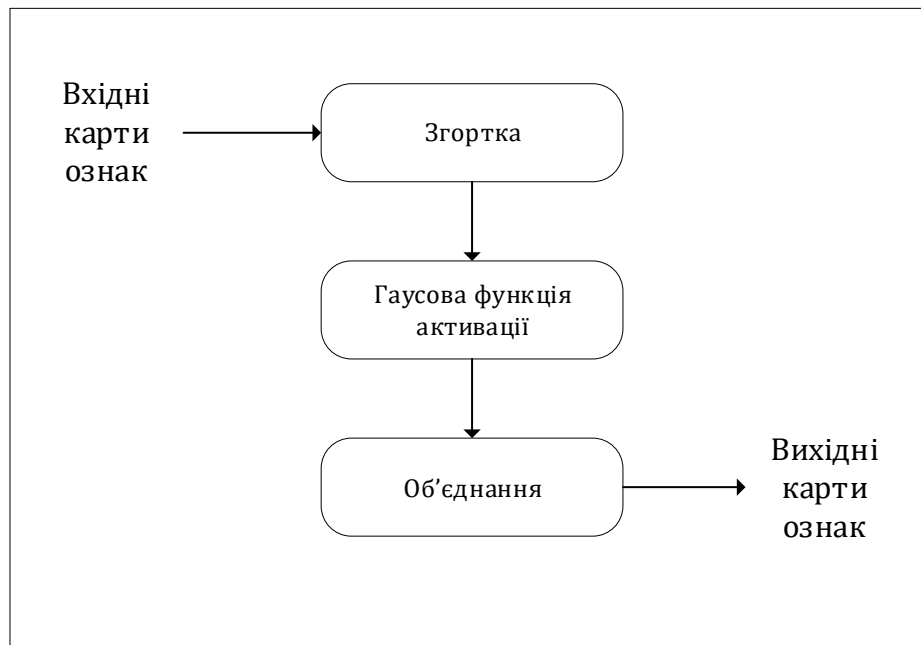 Вхідні
карти
ознак
Згортка
Гаусова функція
активації
Об’єднання
Вихідні
карти
ознак